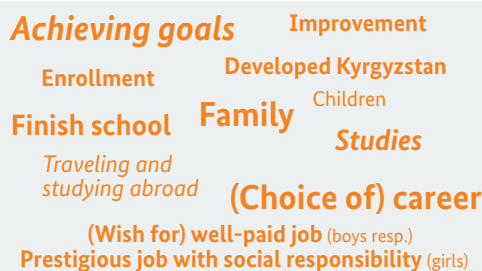 Achieving goals
Improvement
Enrollment
Developed Kyrgyzstan
Finish school
Family
Children
Studies
Traveling and
studying abroad
(Choice of) career
(Wish for) well-paid job (boys resp.)
Prestigious job with social responsibility (girls)